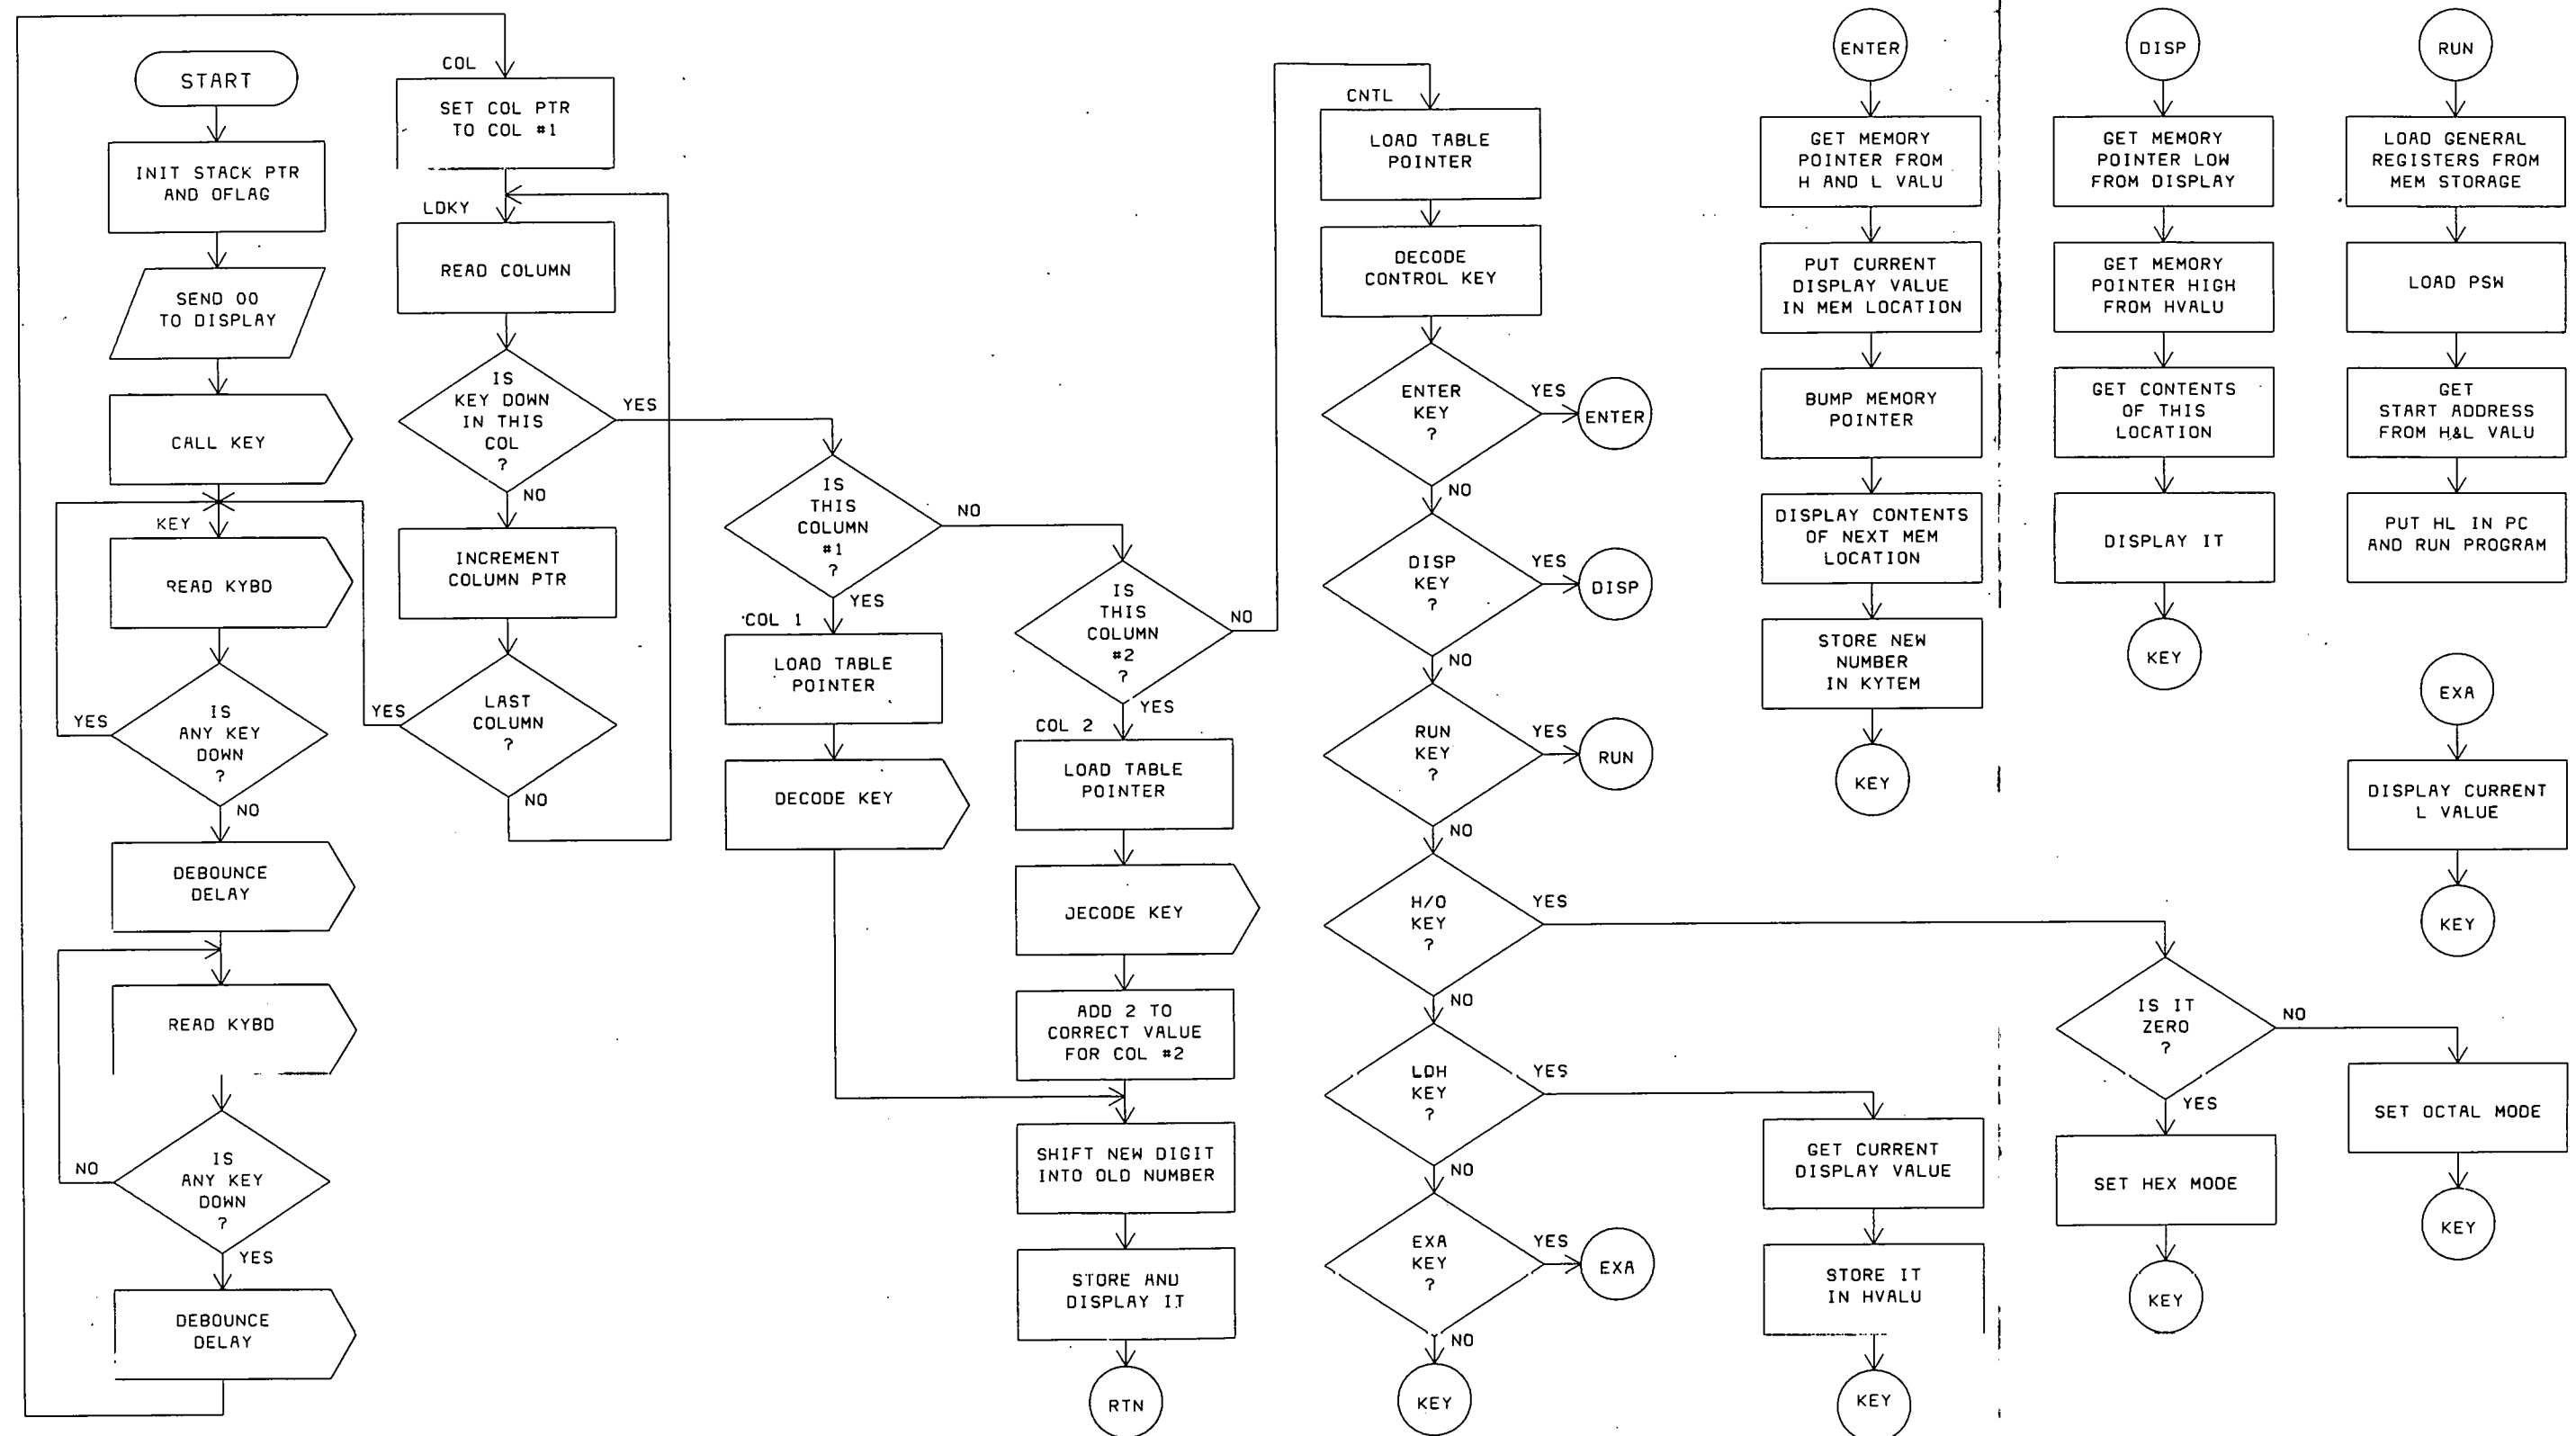 START
INIT STACK PTR
AND OFLAG
SEND 00
TO DISPLAY
CALL KEY
KEY
READ KYBD
IS
ANY KEY
DOWN
?
YES
NO
DEBOUNCE
DELAY
READ KYBD
IS
ANY KEY
DOWN
?
NO
YES
DEBOUNCE
DELAY
COL
SET COL PTR
TO COL #1
LDKY
READ COLUMN
IS
KEY DOWN
IN THIS
COL
?
YES
NO
INCREMENT
COLUMN PTR
LAST
COLUMN
?
YES
NO
IS
THIS
COLUMN
#1
?
NO
YES
COL 1
LOAD TABLE
POINTER
DECODE KEY
IS
THIS
COLUMN
#2
?
NO
YES
COL 2
LOAD TABLE
POINTER
DECODE KEY
ADD 2 TO
CORRECT VALUE
FOR COL #2
SHIFT NEW DIGIT
INTO OLD NUMBER
STORE AND
DISPLAY IT
RTN
CNTL
LOAD TABLE
POINTER
DECODE
CONTROL KEY
ENTER
KEY
?
YES
ENTER
NO
DISP
KEY
?
YES
DISP
NO
RUN
KEY
?
YES
RUN
NO
H/O
KEY
?
YES
NO
LDH
KEY
?
YES
NO
EXA
KEY
?
YES
EXA
NO
KEY
ENTER
GET MEMORY
POINTER FROM
H AND L VALU
PUT CURRENT
DISPLAY VALUE
IN MEM LOCATION
BUMP MEMORY
POINTER
DISPLAY CONTENTS
OF NEXT MEM
LOCATION
STORE NEW
NUMBER
IN KYTEM
KEY
GET CURRENT
DISPLAY VALUE
STORE IT
IN HVALU
KEY
DISP
GET MEMORY
POINTER LOW
FROM DISPLAY
GET MEMORY
POINTER HIGH
FROM HVALU
GET CONTENTS
OF THIS
LOCATION
DISPLAY IT
KEY
IS IT
ZERO
?
NO
YES
SET HEX MODE
KEY
RUN
LOAD GENERAL
REGISTERS FROM
MEM STORAGE
LOAD PSW
GET
START ADDRESS
FROM H&L VALU
PUT HL IN PC
AND RUN PROGRAM
EXA
DISPLAY CURRENT
L VALUE
KEY
SET OCTAL MODE
KEY